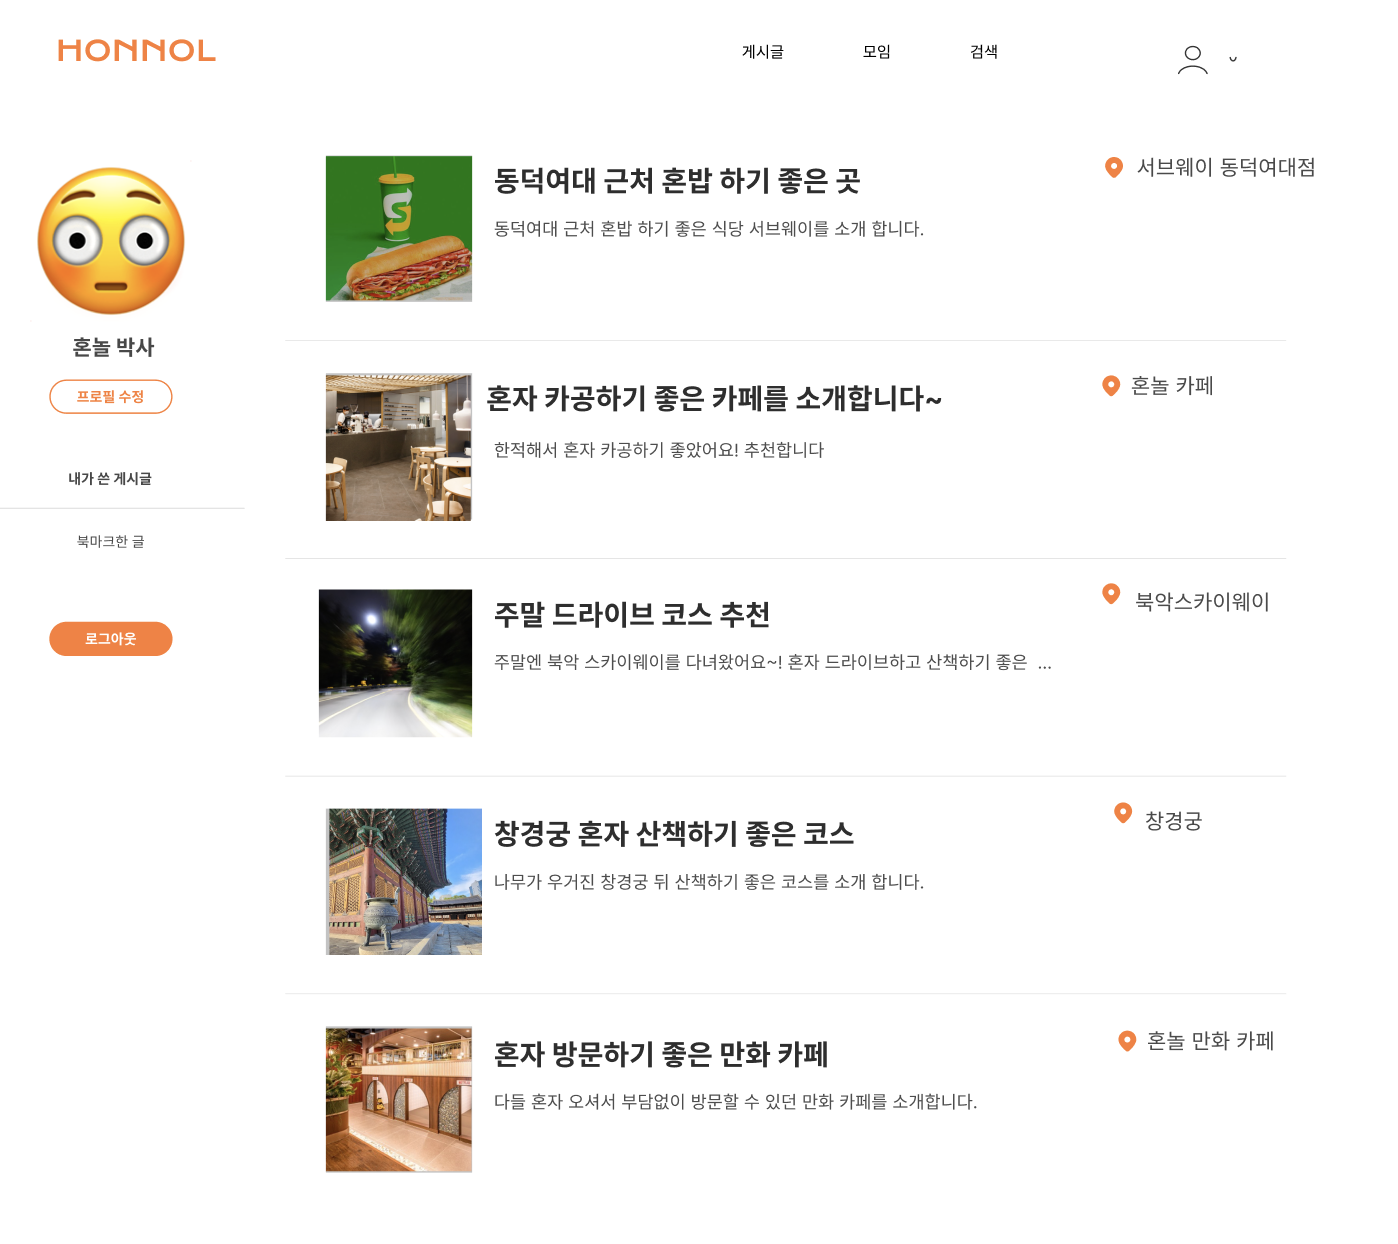 HONNOL
게시글
모임
검색
혼놀 박사
프로필 수정
내가 쓴 게시글
북마크한 글
로그아웃
동덕여대 근처 혼밥 하기 좋은 곳
서브웨이 동덕여대점
동덕여대 근처 혼밥 하기 좋은 식당 서브웨이를 소개 합니다.
혼자 카공하기 좋은 카페를 소개합니다~
혼놀 카페
한적해서 혼자 카공하기 좋았어요! 추천합니다
주말 드라이브 코스 추천
북악스카이웨이
주말엔 북악 스카이웨이를 다녀왔어요~! 혼자 드라이브하고 산책하기 좋은 ...
창경궁 혼자 산책하기 좋은 코스
창경궁
나무가 우거진 창경궁 뒤 산책하기 좋은 코스를 소개 합니다.
혼자 방문하기 좋은 만화 카페
혼놀 만화 카페
다들 혼자 오셔서 부담없이 방문할 수 있던 만화 카페를 소개합니다.